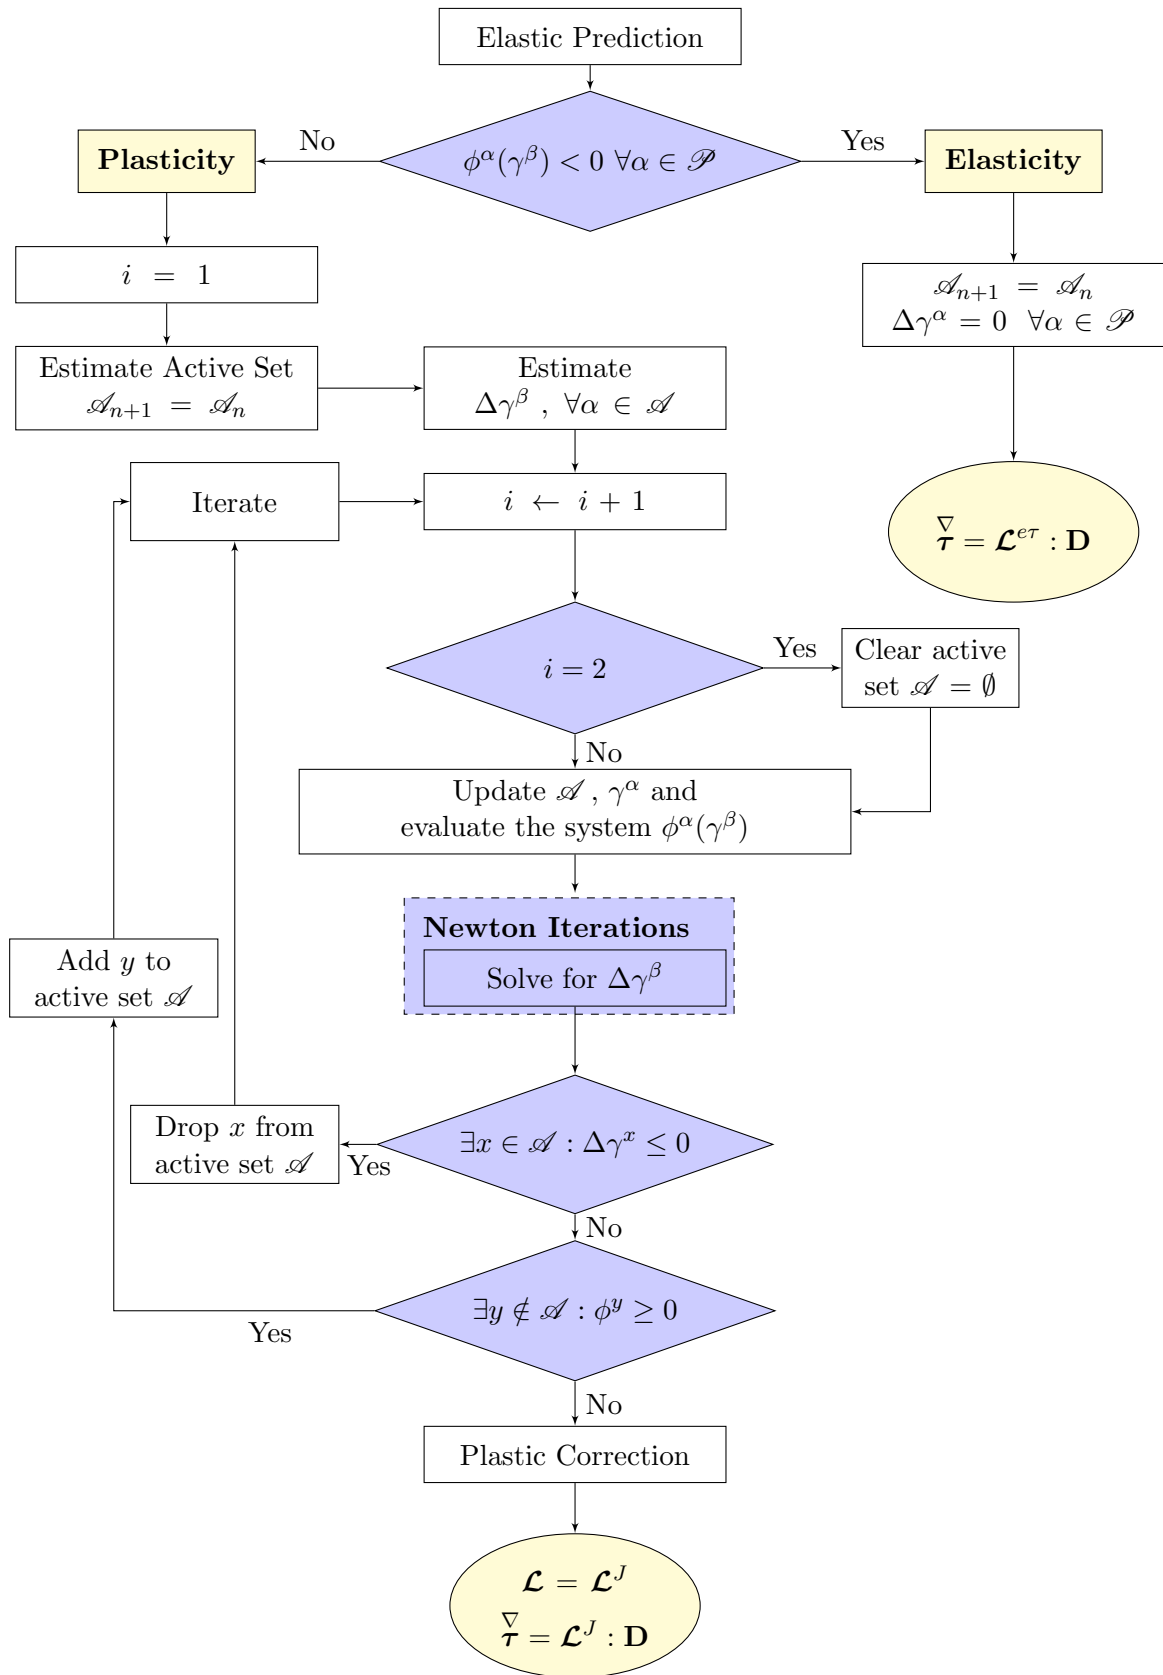 Elastic Prediction
No
Yes
Plasticity
ϕ^α(γ^β) < 0 ∀α ∈ 𝒫
Elasticity
i = 1
𝒜_{n+1} = 𝒜_n
Δγ^α = 0 ∀α ∈ 𝒫
Estimate Active Set
𝒜_{n+1} = 𝒜_n
Estimate
Δγ^β , ∀α ∈ 𝒜
Iterate
i ← i + 1
∇
𝝉 = 𝓛^{eτ} : 𝐃
i = 2
Yes
Clear active
set 𝒜 = ∅
No
Update 𝒜 , γ^α and
evaluate the system ϕ^α(γ^β)
Newton Iterations
Solve for Δγ^β
Add y to
active set 𝒜
Drop x from
active set 𝒜
Yes
∃x ∈ 𝒜 : Δγ^x ≤ 0
No
∃y ∉ 𝒜 : ϕ^y ≥ 0
Yes
No
Plastic Correction
𝓛 = 𝓛^J
∇
𝝉 = 𝓛^J : 𝐃